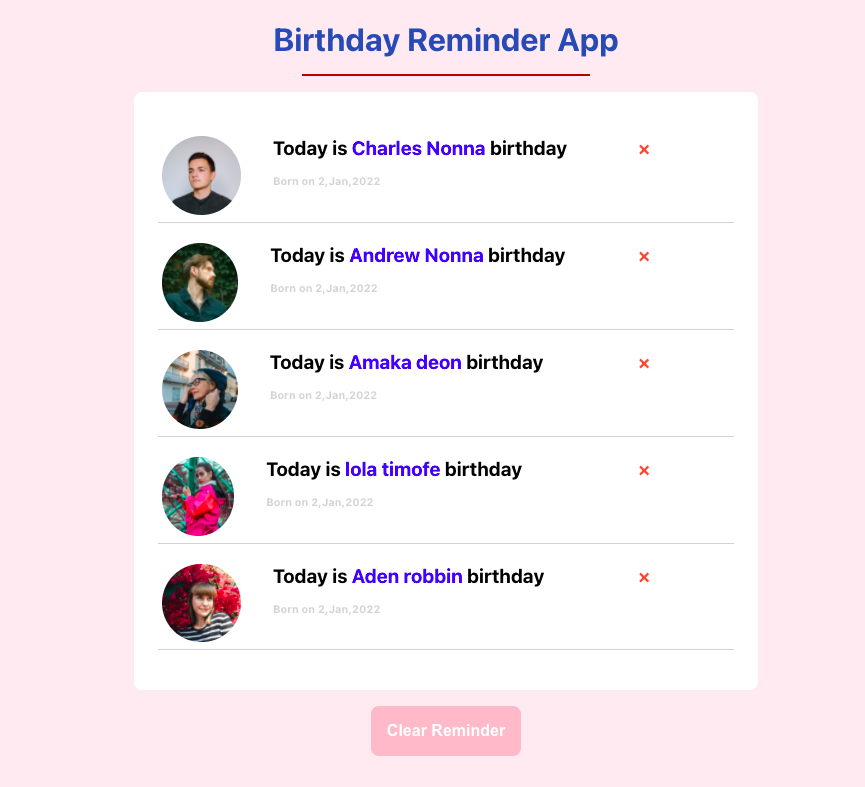 Birthday Reminder App
Today is Charles Nonna birthday
Born on 2,Jan,2022
Today is Andrew Nonna birthday
Born on 2,Jan,2022
Today is Amaka deon birthday
Born on 2,Jan,2022
Today is lola timofe birthday
Born on 2,Jan,2022
Today is Aden robbin birthday
Born on 2,Jan,2022
Clear Reminder